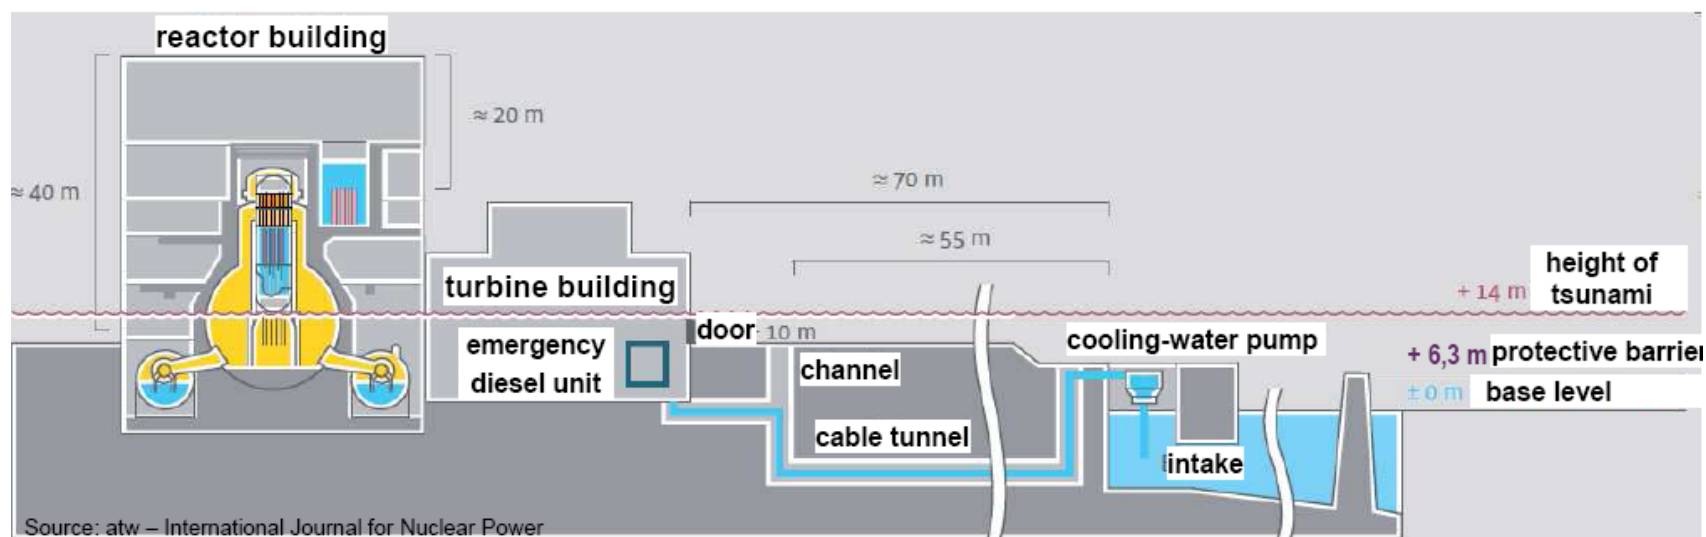 reactor building
≈ 20 m
≈ 40 m
≈ 70 m
≈ 55 m
height of
tsunami
+ 14 m
turbine building
door
10 m
cooling-water pump
+ 6,3 m protective barrier
emergency
diesel unit
channel
± 0 m base level
cable tunnel
intake
Source: atw – International Journal for Nuclear Power